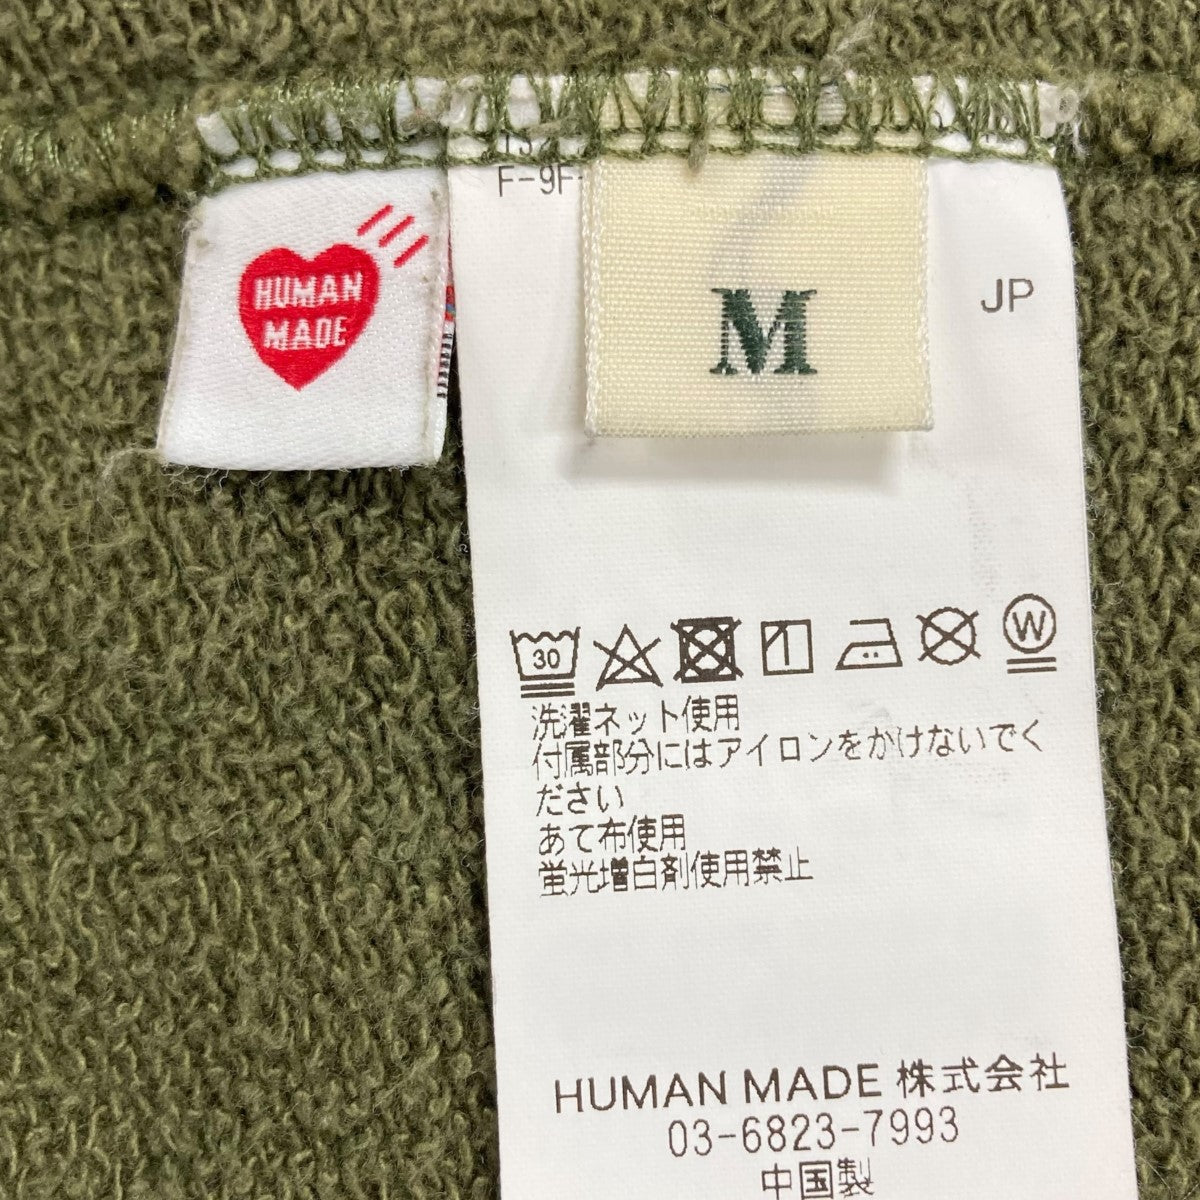 HUMAN
MADE
F-9F-
M
JP
30
W
洗濯ネット使用
付属部分にはアイロンをかけないでく
ださい
あて布使用
蛍光増白剤使用禁止
HUMAN MADE 株式会社
03-6823-7993
中国製